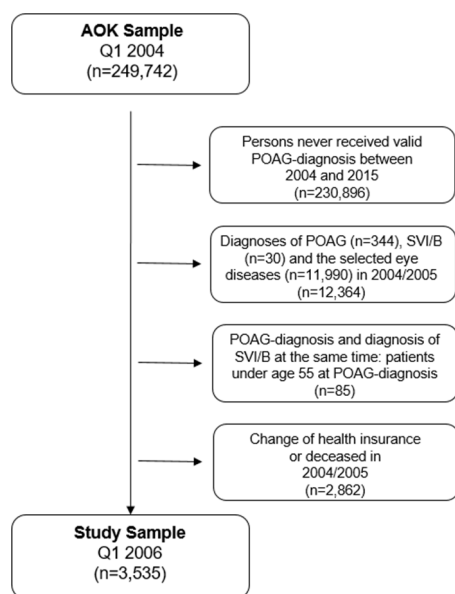 AOK Sample
Q1 2004
(n=249,742)
Persons never received valid
POAG-diagnosis between
2004 and 2015
(n=230,896)
Diagnoses of POAG (n=344), SVI/B
(n=30) and the selected eye
diseases (n=11,990) in 2004/2005
(n=12,364)
POAG-diagnosis and diagnosis of
SVI/B at the same time: patients
under age 55 at POAG-diagnosis
(n=85)
Change of health insurance
or deceased in
2004/2005
(n=2,862)
Study Sample
Q1 2006
(n=3,535)